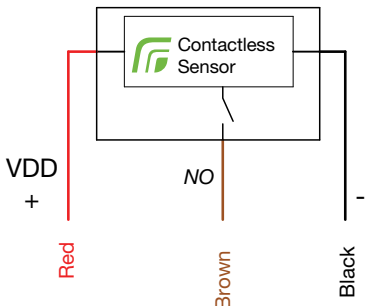 Contactless
Sensor
VDD
+
NO
-
Red
Brown
Black